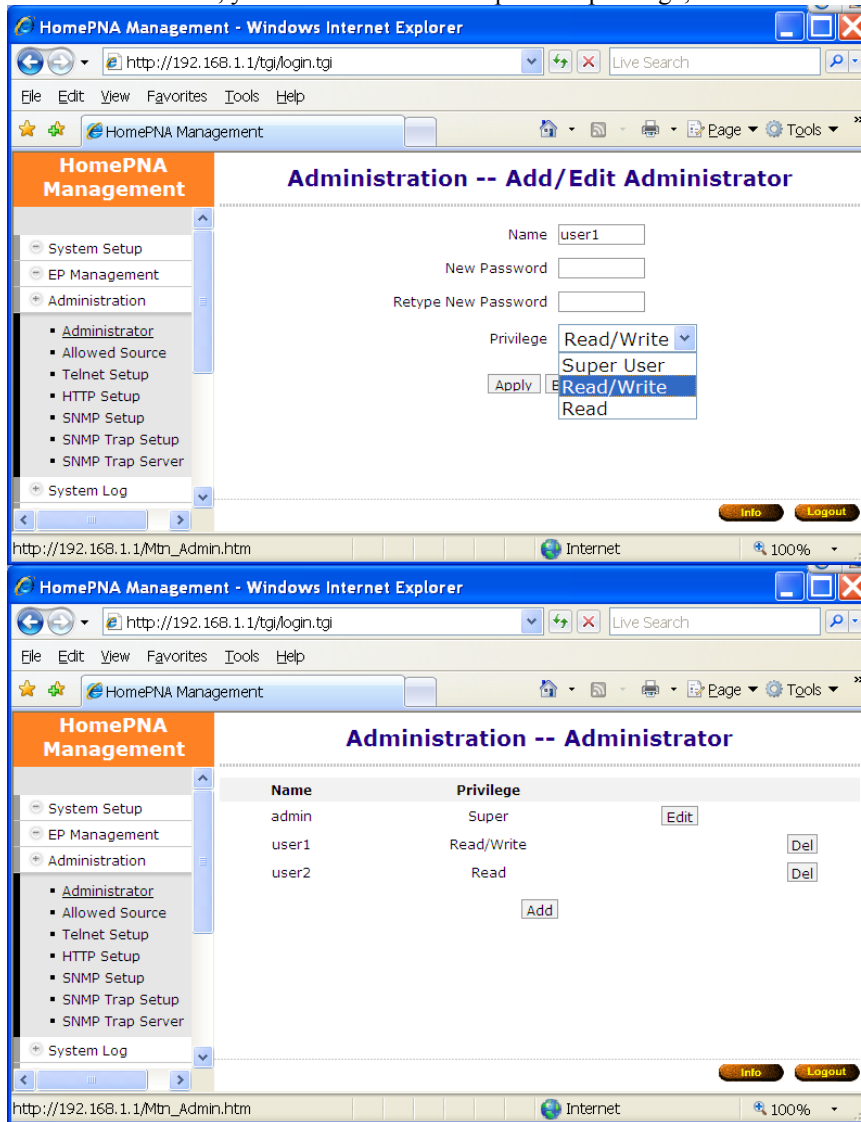 HomePNA Management - Windows Internet Explorer
http://192.168.1.1/tgi/login.tgi
Live Search
File Edit View Favorites Tools Help
HomePNA Management
Page Tools »
HomePNA
Management
Administration -- Add/Edit Administrator
System Setup
EP Management
Administration
Administrator
Allowed Source
Telnet Setup
HTTP Setup
SNMP Setup
SNMP Trap Setup
SNMP Trap Server
System Log
Name user1
New Password
Retype New Password
Privilege Read/Write
Super User
Read/Write
Read
Apply
Info Logout
http://192.168.1.1/Mtn_Admin.htm Internet 100%
HomePNA Management - Windows Internet Explorer
http://192.168.1.1/tgi/login.tgi
Live Search
File Edit View Favorites Tools Help
HomePNA Management
Page Tools »
HomePNA
Management
Administration -- Administrator
System Setup
EP Management
Administration
Administrator
Allowed Source
Telnet Setup
HTTP Setup
SNMP Setup
SNMP Trap Setup
SNMP Trap Server
System Log
Name Privilege
admin Super Edit
user1 Read/Write Del
user2 Read Del
Add
Info Logout
http://192.168.1.1/Mtn_Admin.htm Internet 100%